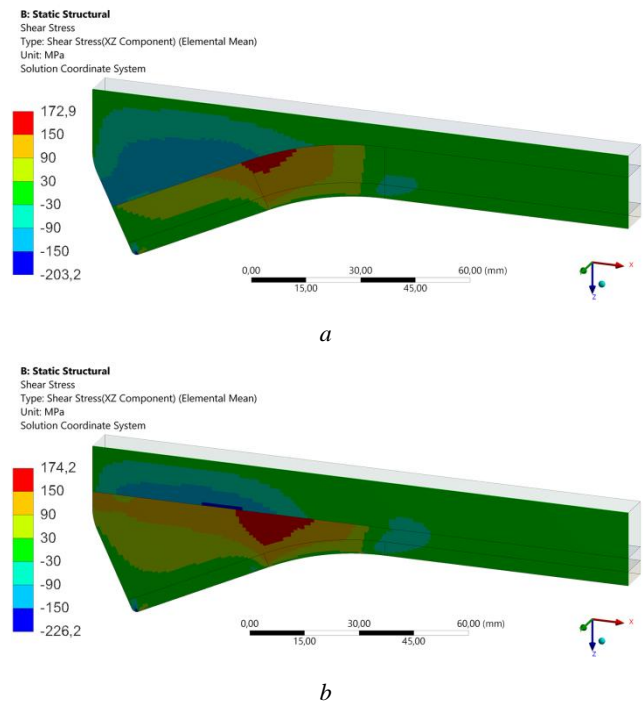 B: Static Structural
Shear Stress
Type: Shear Stress(XZ Component) (Elemental Mean)
Unit: MPa
Solution Coordinate System
172,9
150
90
30
-30
-90
-150
-203,2
0,00 30,00 60,00 (mm)
15,00 45,00
X
Z
a
B: Static Structural
Shear Stress
Type: Shear Stress(XZ Component) (Elemental Mean)
Unit: MPa
Solution Coordinate System
174,2
150
90
30
-30
-90
-150
-226,2
0,00 30,00 60,00 (mm)
15,00 45,00
X
Z
b